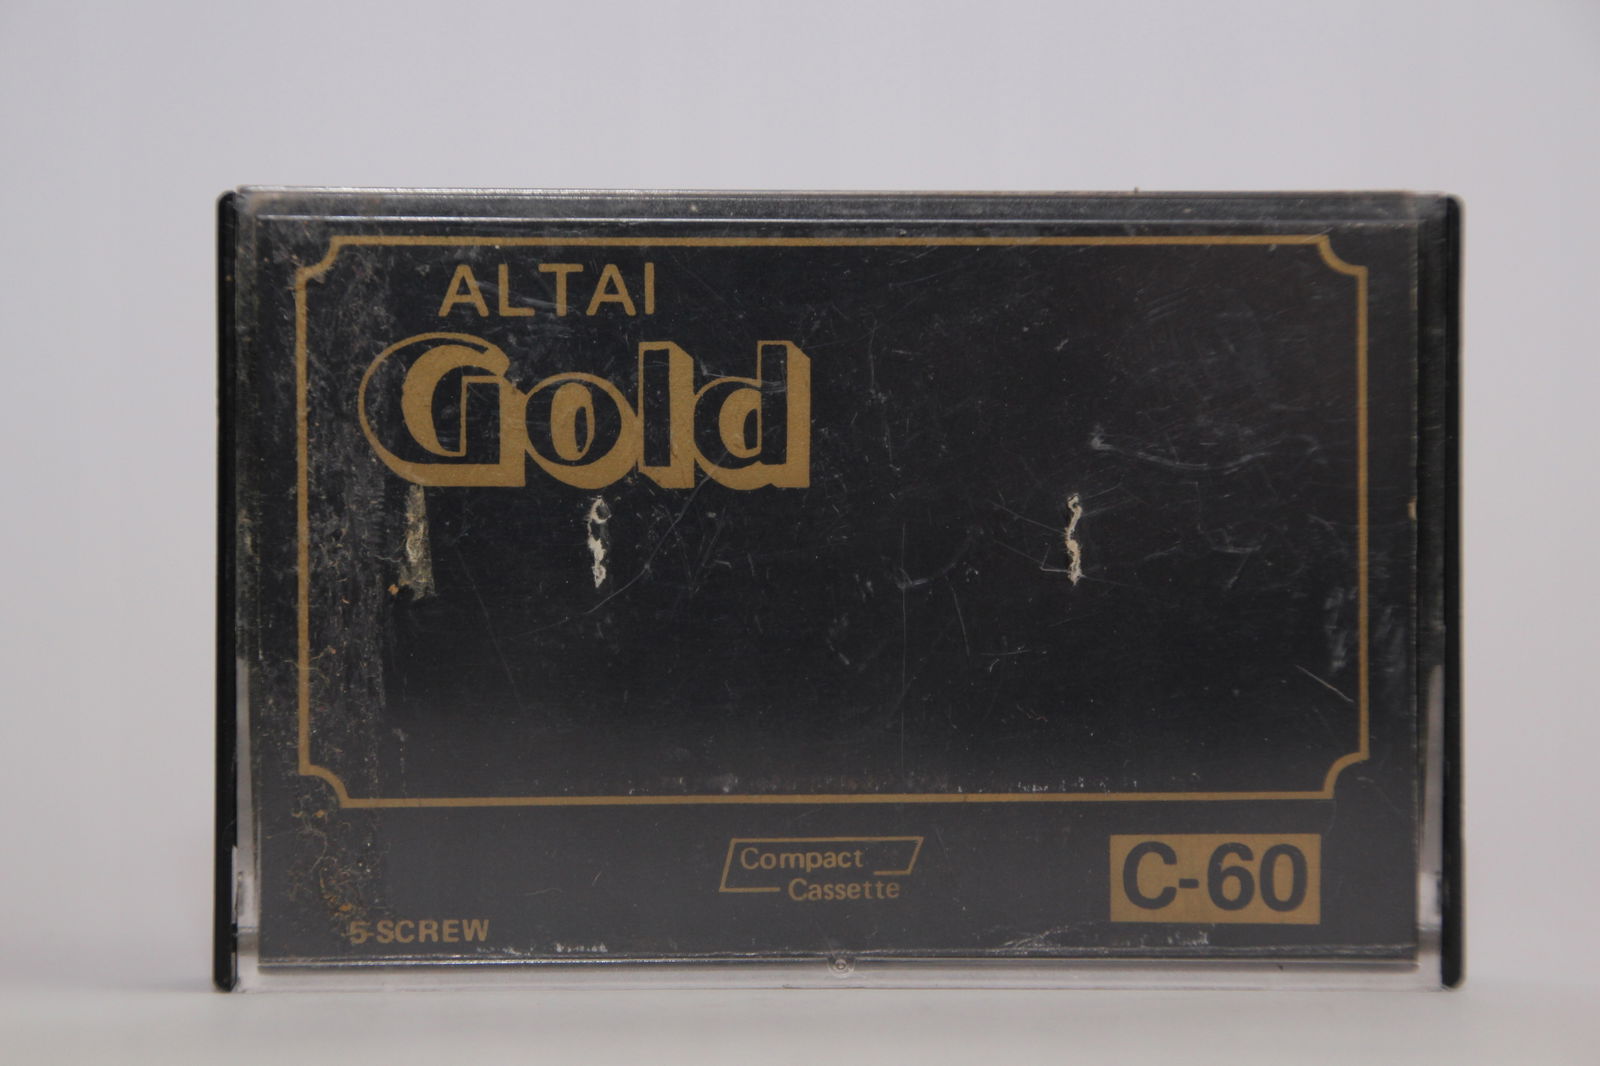 ALTAI
Gold
Compact
Cassette
C-60
5-SCREW